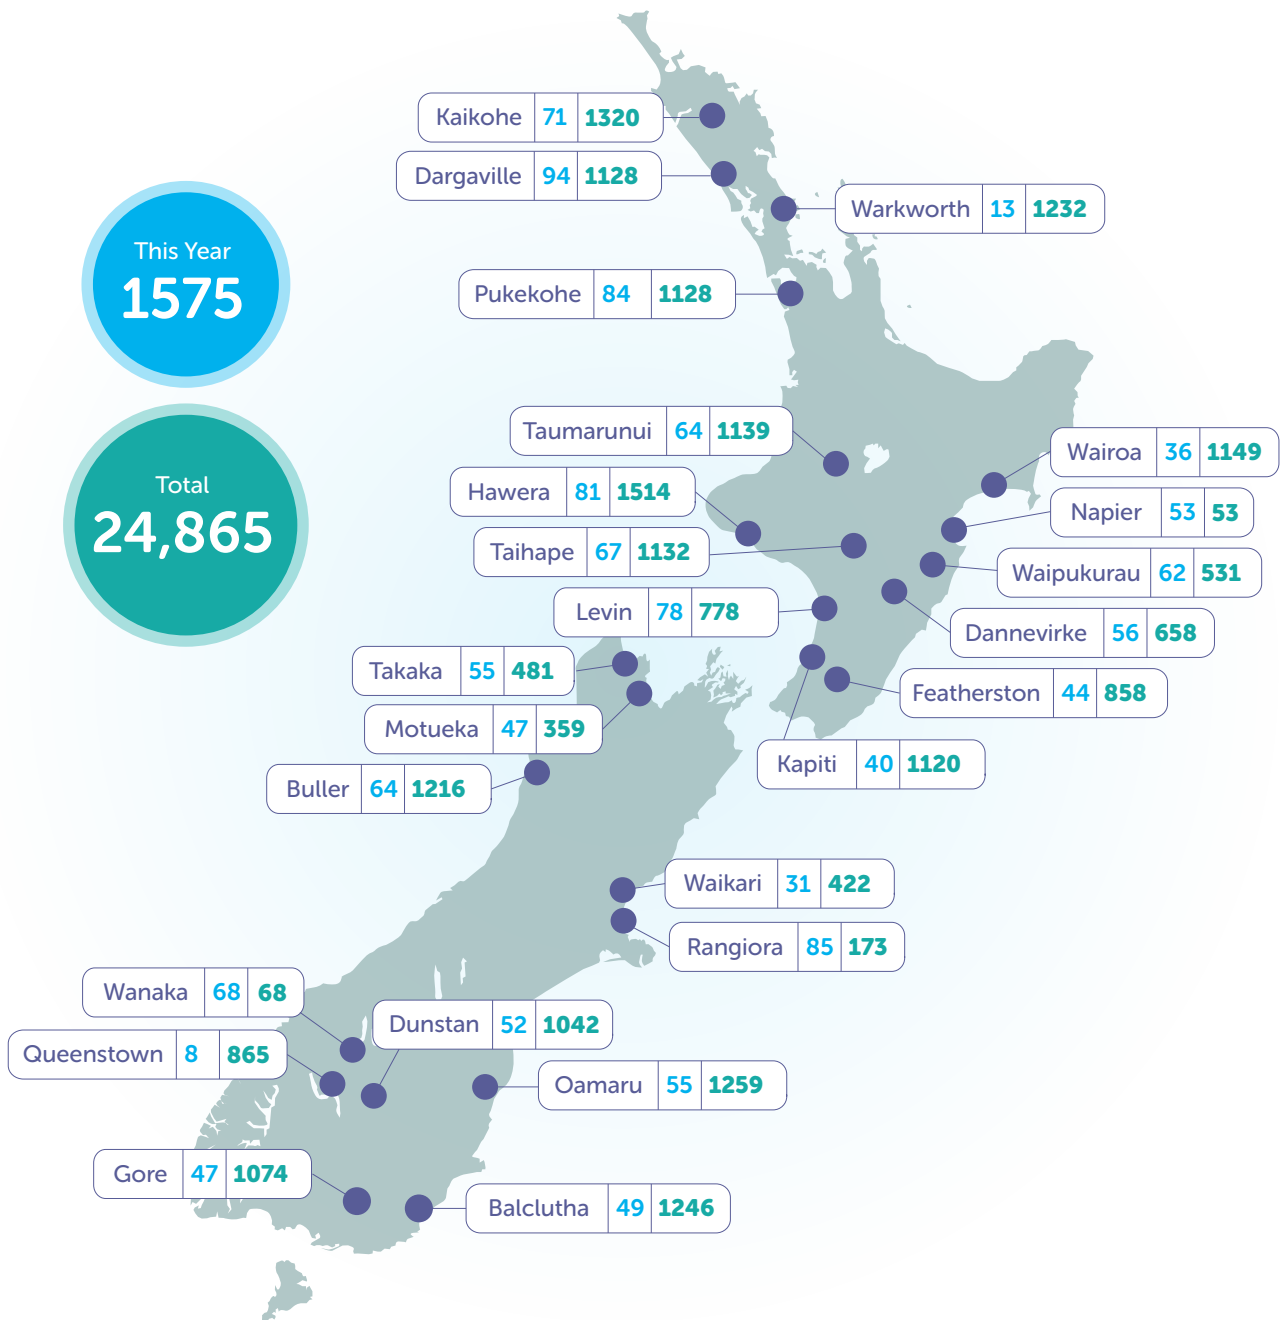 Kaikohe 71 1320
Dargaville 94 1128
Warkworth 13 1232
This Year
1575
Pukekohe 84 1128
Total
24,865
Taumarunui 64 1139
Wairoa 36 1149
Hawera 81 1514
Napier 53 53
Taihape 67 1132
Waipukurau 62 531
Levin 78 778
Dannevirke 56 658
Takaka 55 481
Featherston 44 858
Motueka 47 359
Kapiti 40 1120
Buller 64 1216
Waikari 31 422
Rangiora 85 173
Wanaka 68 68
Dunstan 52 1042
Queenstown 8 865
Oamaru 55 1259
Gore 47 1074
Balclutha 49 1246